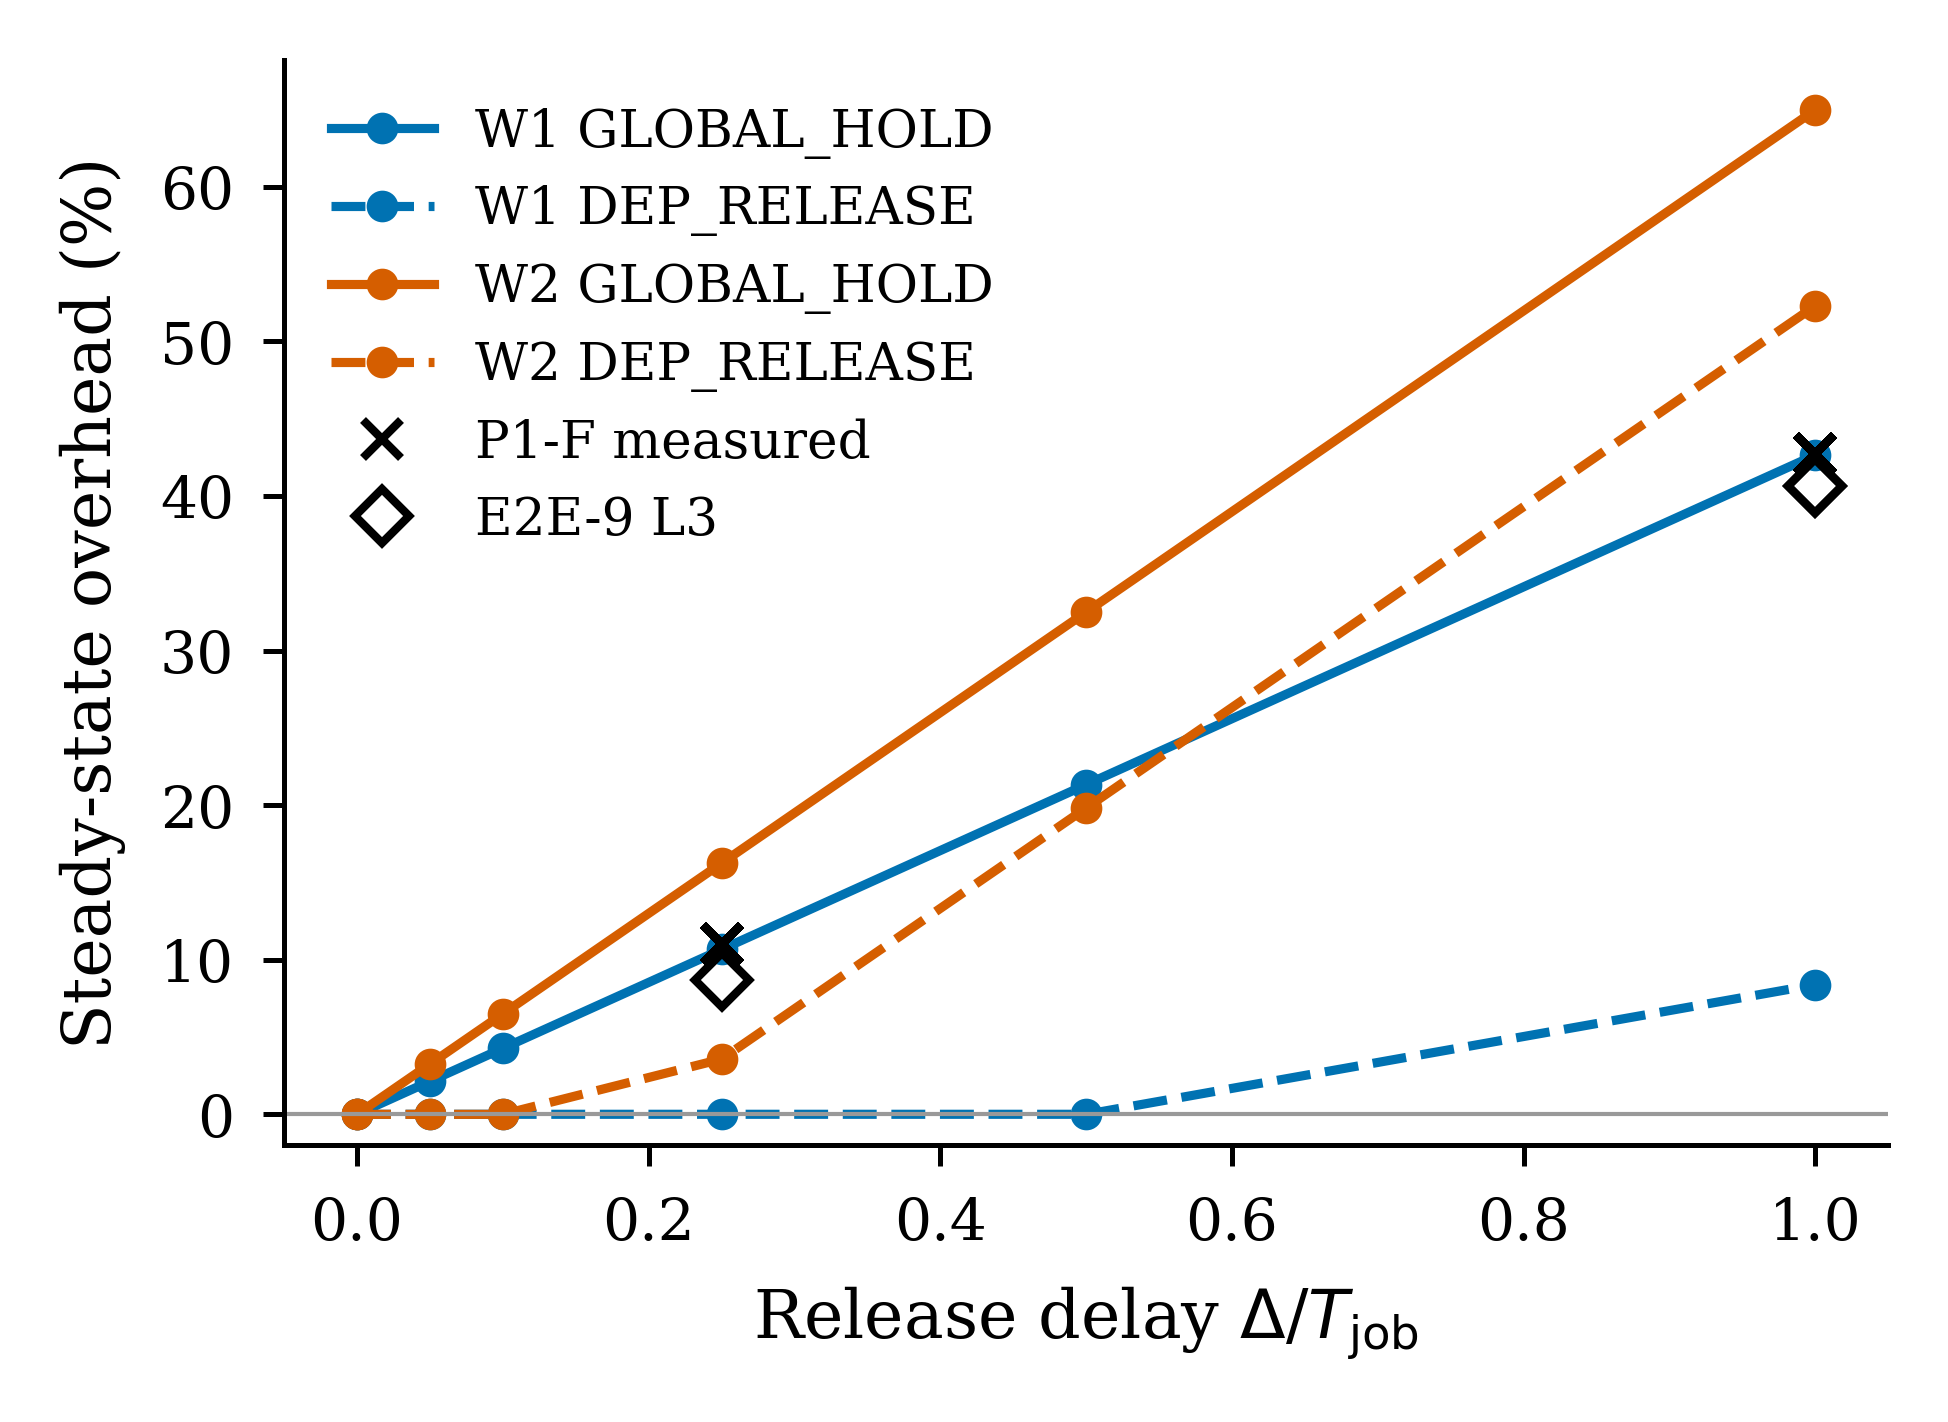 W1 GLOBAL_HOLD
W1 DEP_RELEASE
W2 GLOBAL_HOLD
W2 DEP_RELEASE
P1-F measured
E2E-9 L3
Steady-state overhead (%)
60
50
40
30
20
10
0
0.0 0.2 0.4 0.6 0.8 1.0
Release delay Δ/T_job